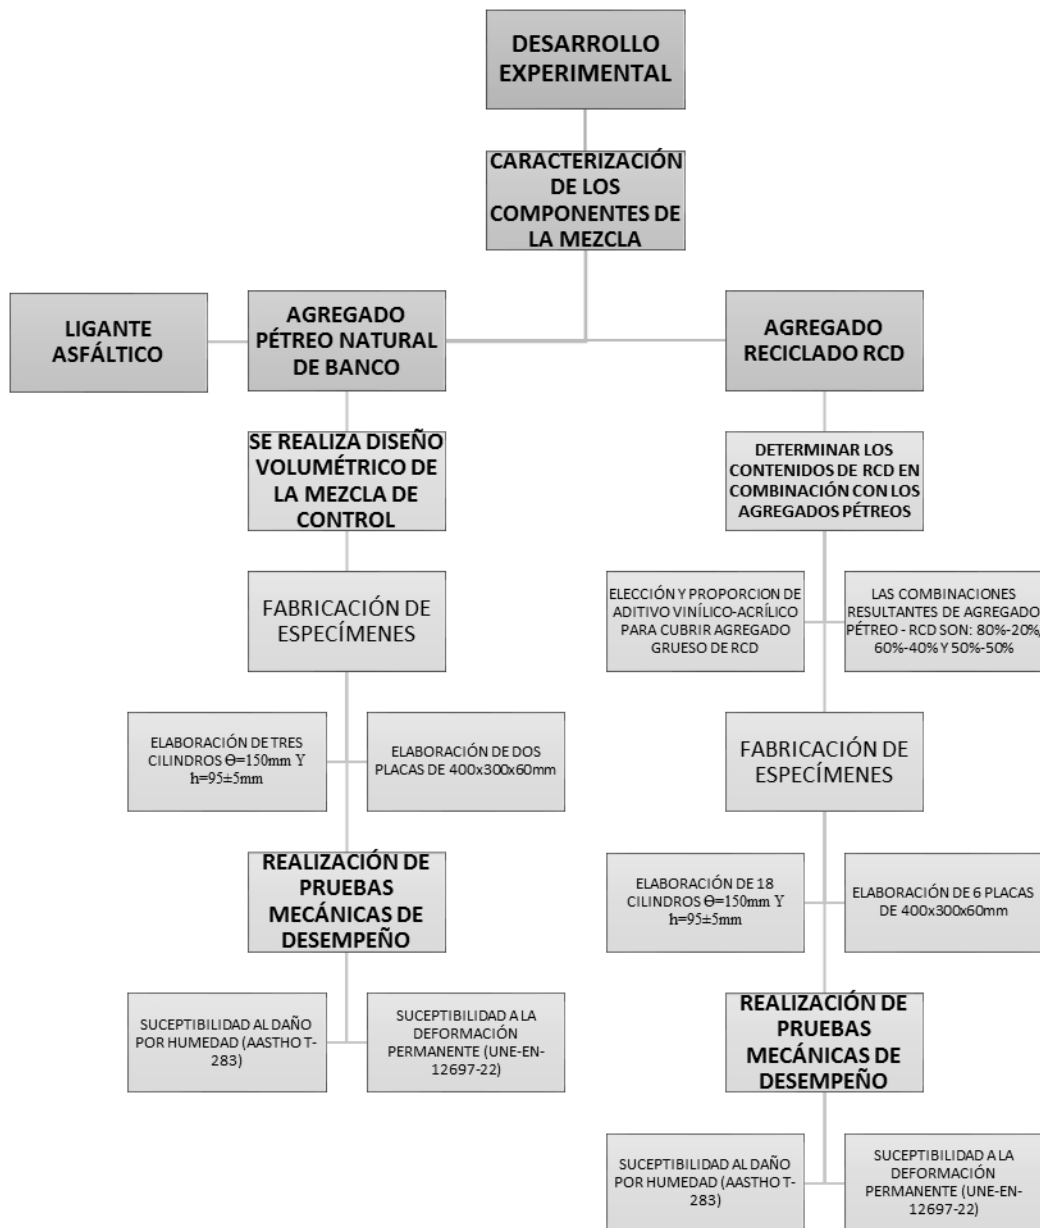 DESARROLLO
EXPERIMENTAL
CARACTERIZACIÓN
DE LOS
COMPONENTES DE
LA MEZCLA
LIGANTE
ASFÁLTICO
AGREGADO
PÉTREO NATURAL
DE BANCO
AGREGADO
RECICLADO RCD
SE REALIZA DISEÑO
VOLUMÉTRICO DE
LA MEZCLA DE
CONTROL
DETERMINAR LOS
CONTENIDOS DE RCD EN
COMBINACIÓN CON LOS
AGREGADOS PÉTREOS
FABRICACIÓN DE
ESPECÍMENES
ELECCIÓN Y PROPORCION DE
ADITIVO VINÍLICO-ACRÍLICO
PARA CUBRIR AGREGADO
GRUESO DE RCD
LAS COMBINACIONES
RESULTANTES DE AGREGADO
PÉTREO - RCD SON: 80%-20%,
60%-40% Y 50%-50%
ELABORACIÓN DE TRES
CILINDROS Θ=150mm Y
h=95±5mm
ELABORACIÓN DE DOS
PLACAS DE 400x300x60mm
FABRICACIÓN DE
ESPECÍMENES
REALIZACIÓN DE
PRUEBAS
MECÁNICAS DE
DESEMPEÑO
ELABORACIÓN DE 18
CILINDROS Θ=150mm Y
h=95±5mm
ELABORACIÓN DE 6 PLACAS
DE 400x300x60mm
SUCEPTIBILIDAD AL DAÑO
POR HUMEDAD (AASTHO T-
283)
SUCEPTIBILIDAD A LA
DEFORMACIÓN
PERMANENTE (UNE-EN-
12697-22)
REALIZACIÓN DE
PRUEBAS
MECÁNICAS DE
DESEMPEÑO
SUCEPTIBILIDAD AL DAÑO
POR HUMEDAD (AASTHO T-
283)
SUCEPTIBILIDAD A LA
DEFORMACIÓN
PERMANENTE (UNE-EN-
12697-22)